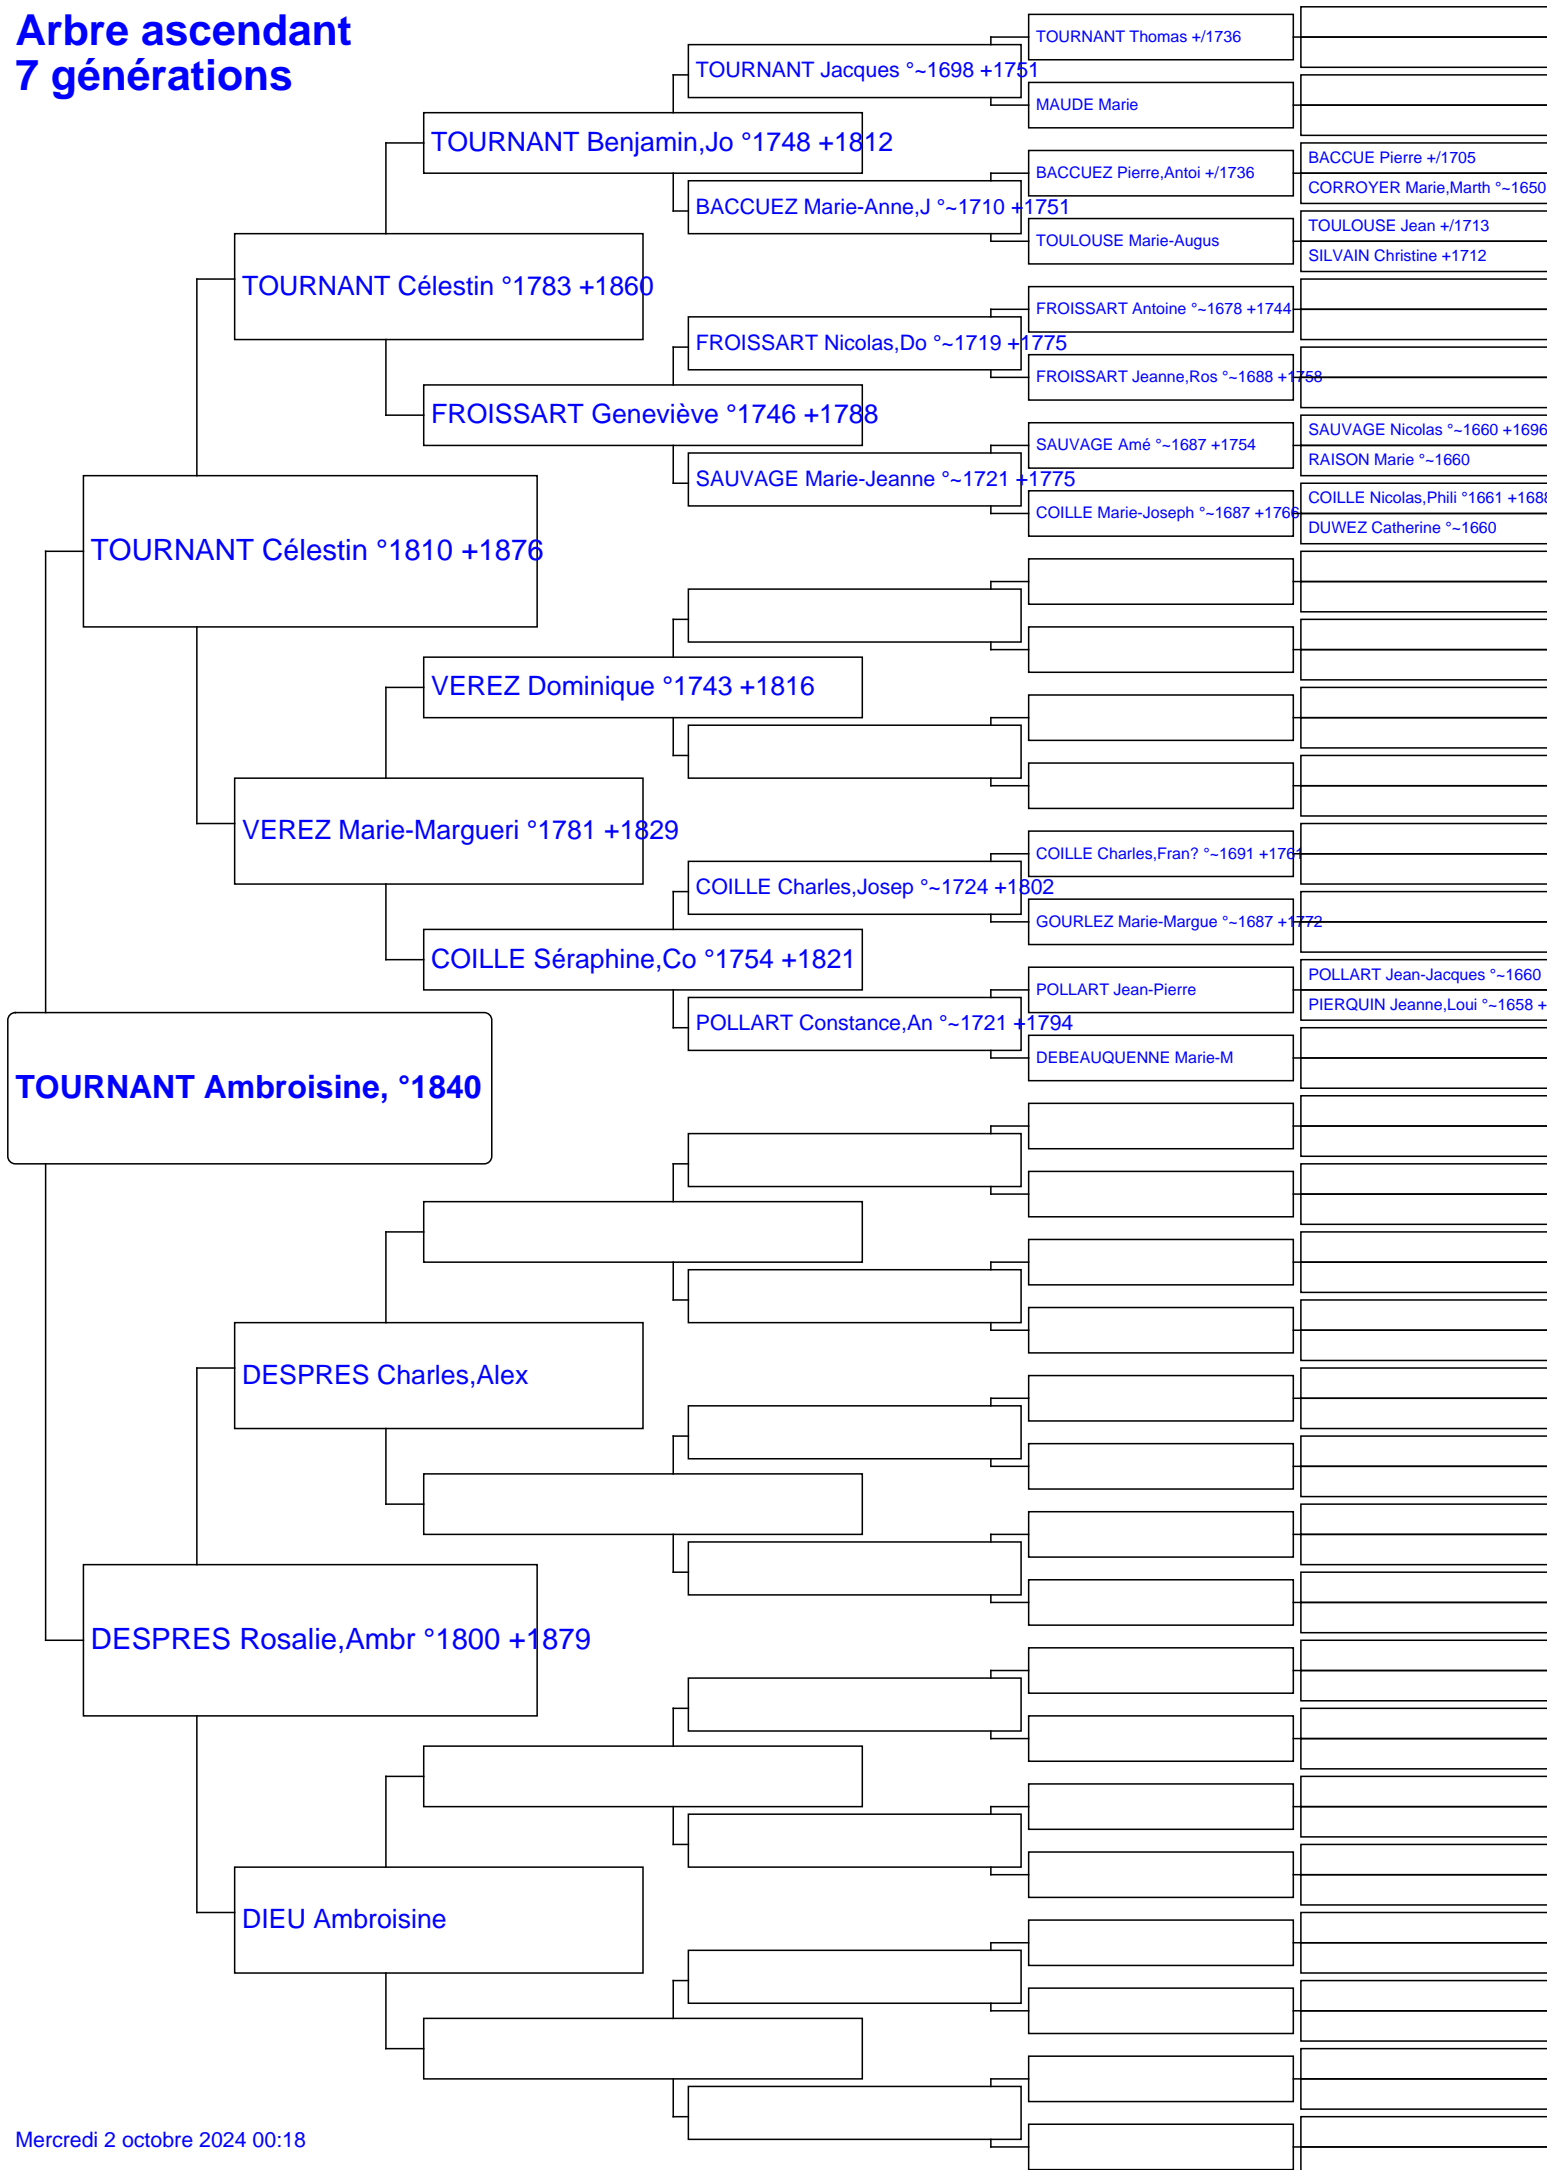 Arbre ascendant
7 générations
TOURNANT Ambroisine, °1840
TOURNANT Célestin °1810 +1876
DESPRES Rosalie,Ambr °1800 +1879
TOURNANT Célestin °1783 +1860
VEREZ Marie-Margueri °1781 +1829
DESPRES Charles,Alex
DIEU Ambroisine
TOURNANT Benjamin,Jo °1748 +1812
FROISSART Geneviève °1746 +1788
VEREZ Dominique °1743 +1816
COILLE Séraphine,Co °1754 +1821
TOURNANT Jacques °~1698 +1751
BACCUEZ Marie-Anne,J °~1710 +1751
FROISSART Nicolas,Do °~1719 +1775
SAUVAGE Marie-Jeanne °~1721 +1775
COILLE Charles,Josep °~1724 +1802
POLLART Constance,An °~1721 +1794
TOURNANT Thomas +/1736
MAUDE Marie
BACCUEZ Pierre,Antoi +/1736
TOULOUSE Marie-Augus
FROISSART Antoine °~1678 +1744
FROISSART Jeanne,Ros °~1688 +1758
SAUVAGE Amé °~1687 +1754
COILLE Marie-Joseph °~1687 +1766
COILLE Charles,Fran? °~1691 +1761
GOURLEZ Marie-Margue °~1687 +1772
POLLART Jean-Pierre
DEBEAUQUENNE Marie-M
BACCUE Pierre +/1705
CORROYER Marie,Marth °~1650
TOULOUSE Jean +/1713
SILVAIN Christine +1712
SAUVAGE Nicolas °~1660 +1696
RAISON Marie °~1660
COILLE Nicolas,Phili °1661 +1688
DUWEZ Catherine °~1660
POLLART Jean-Jacques °~1660
PIERQUIN Jeanne,Loui °~1658 +
Mercredi 2 octobre 2024 00:18